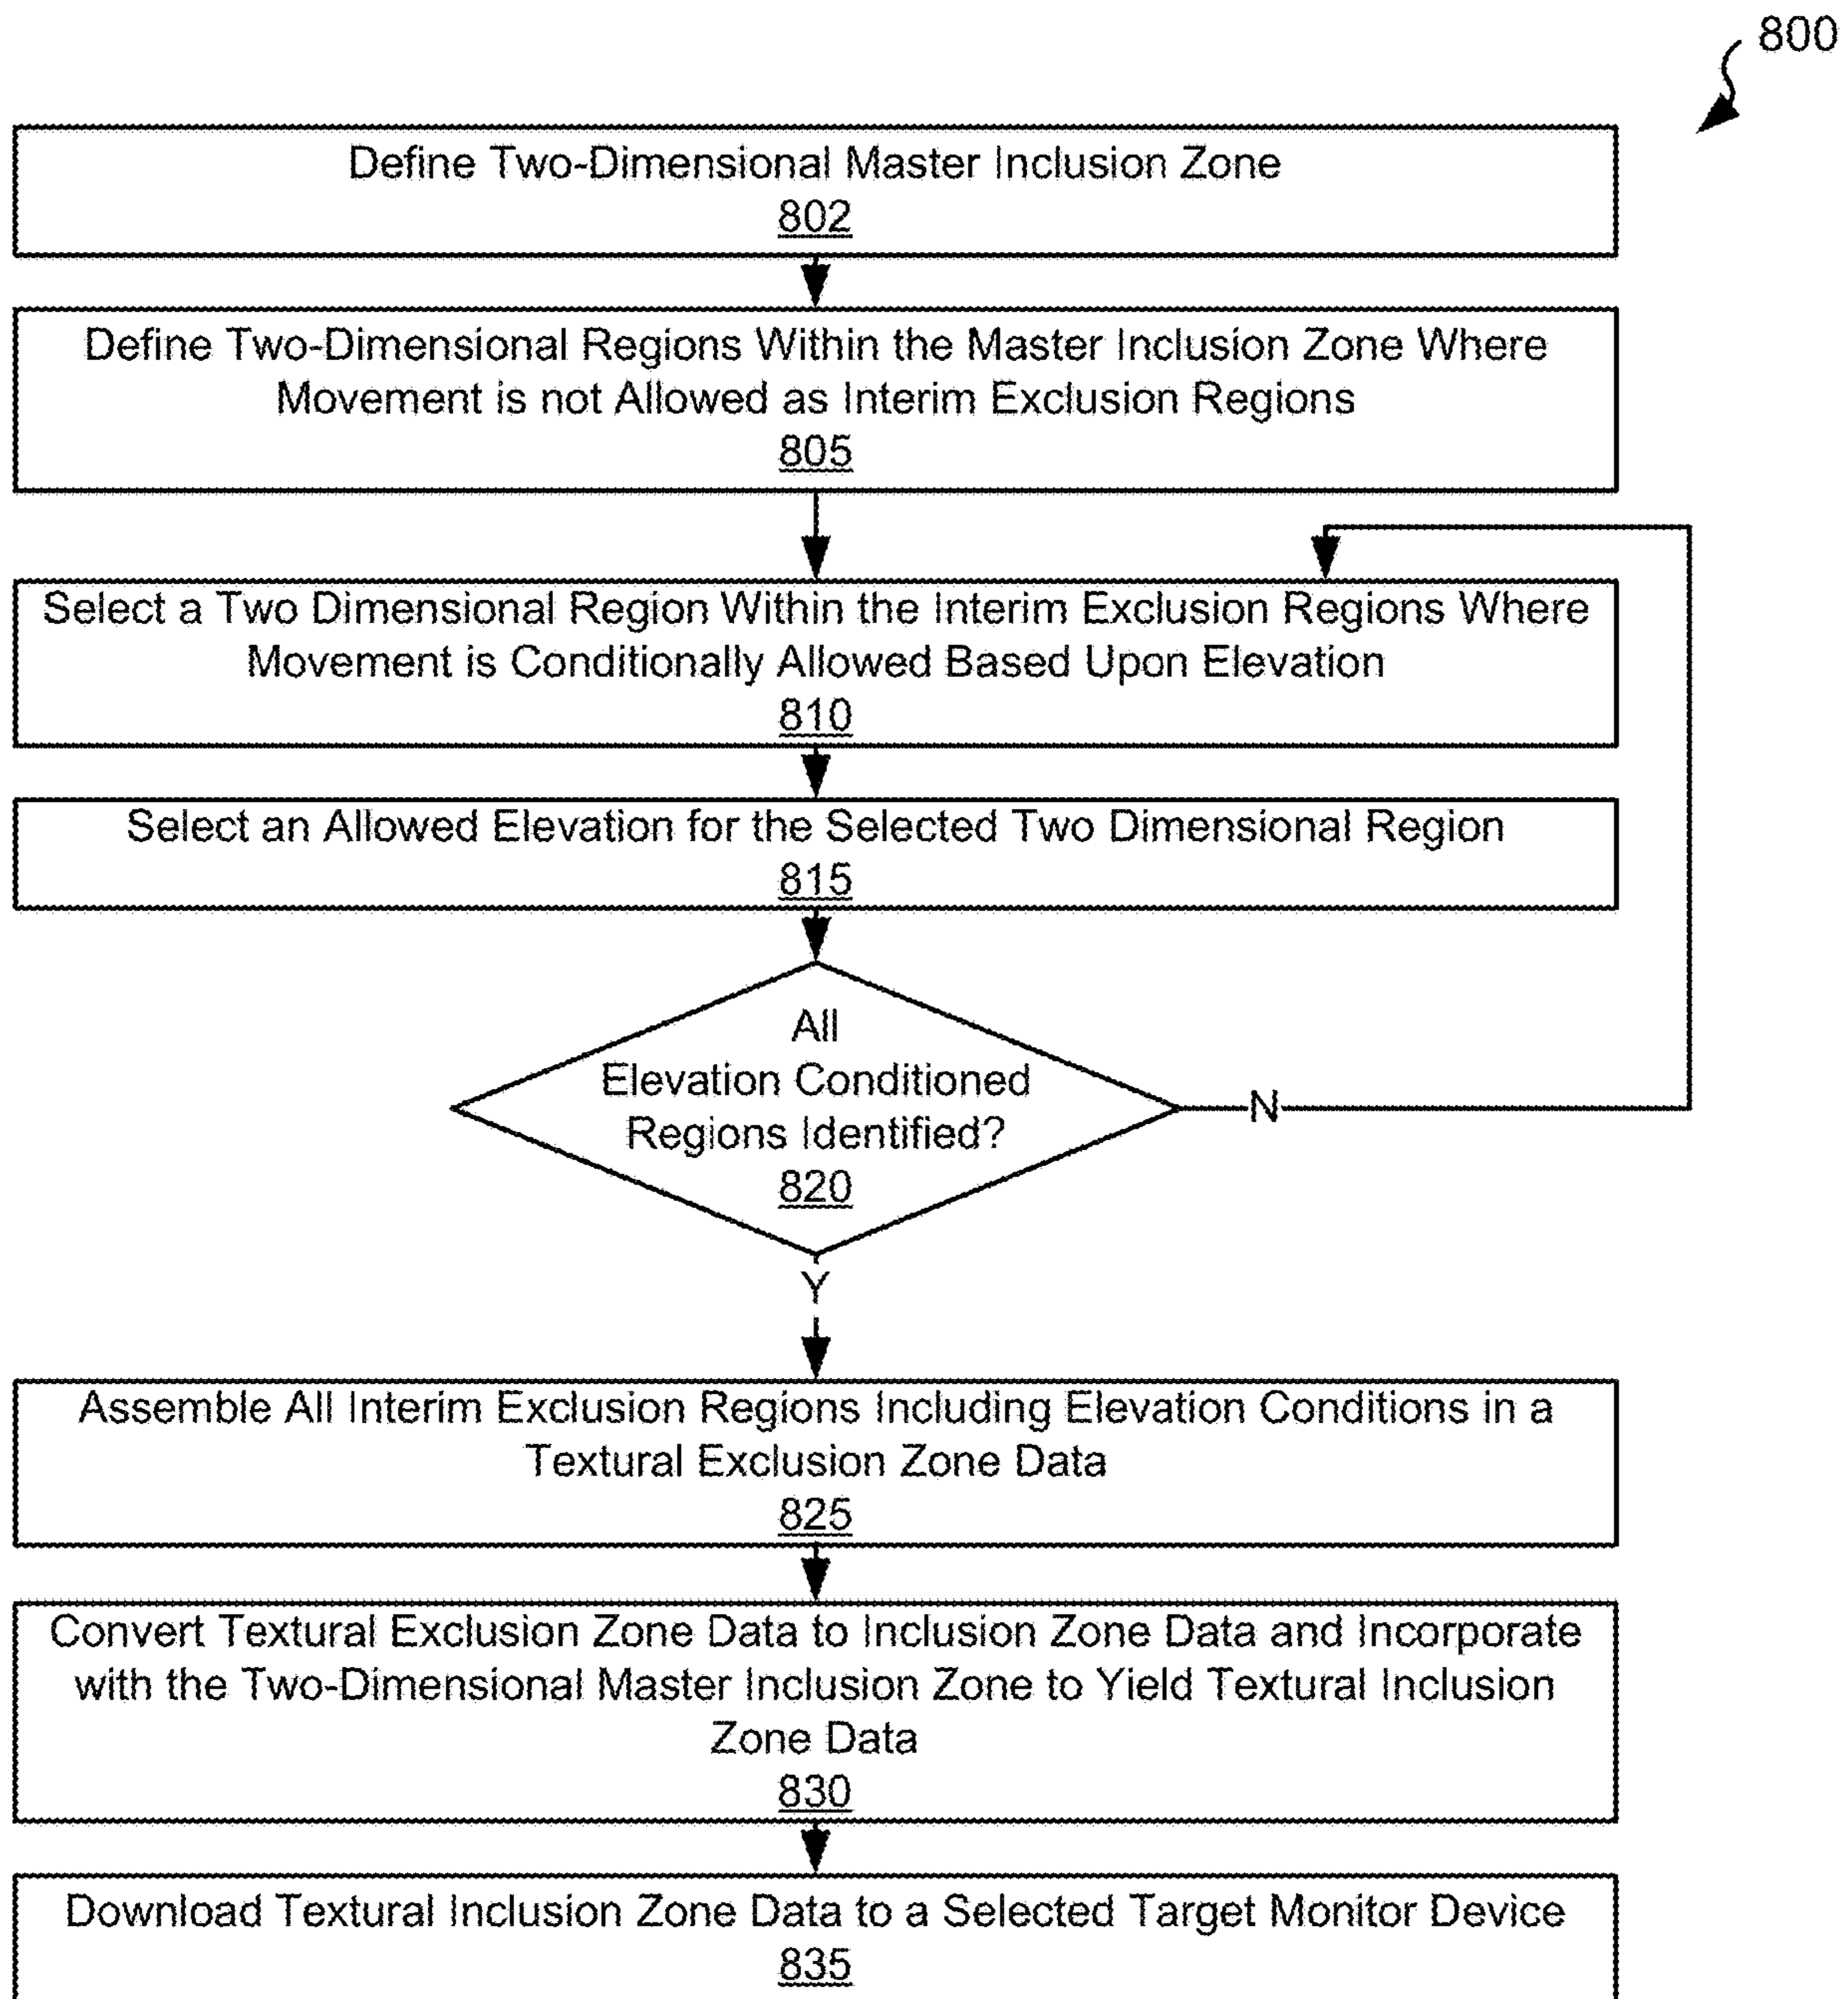 800
Define Two-Dimensional Master Inclusion Zone
802
Define Two-Dimensional Regions Within the Master Inclusion Zone Where
Movement is not Allowed as Interim Exclusion Regions
805
Select a Two Dimensional Region Within the Interim Exclusion Regions Where
Movement is Conditionally Allowed Based Upon Elevation
810
Select an Allowed Elevation for the Selected Two Dimensional Region
815
All
Elevation Conditioned
Regions Identified?
820
N
Y
Assemble All Interim Exclusion Regions Including Elevation Conditions in a
Textural Exclusion Zone Data
825
Convert Textural Exclusion Zone Data to Inclusion Zone Data and Incorporate
with the Two-Dimensional Master Inclusion Zone to Yield Textural Inclusion
Zone Data
830
Download Textural Inclusion Zone Data to a Selected Target Monitor Device
835